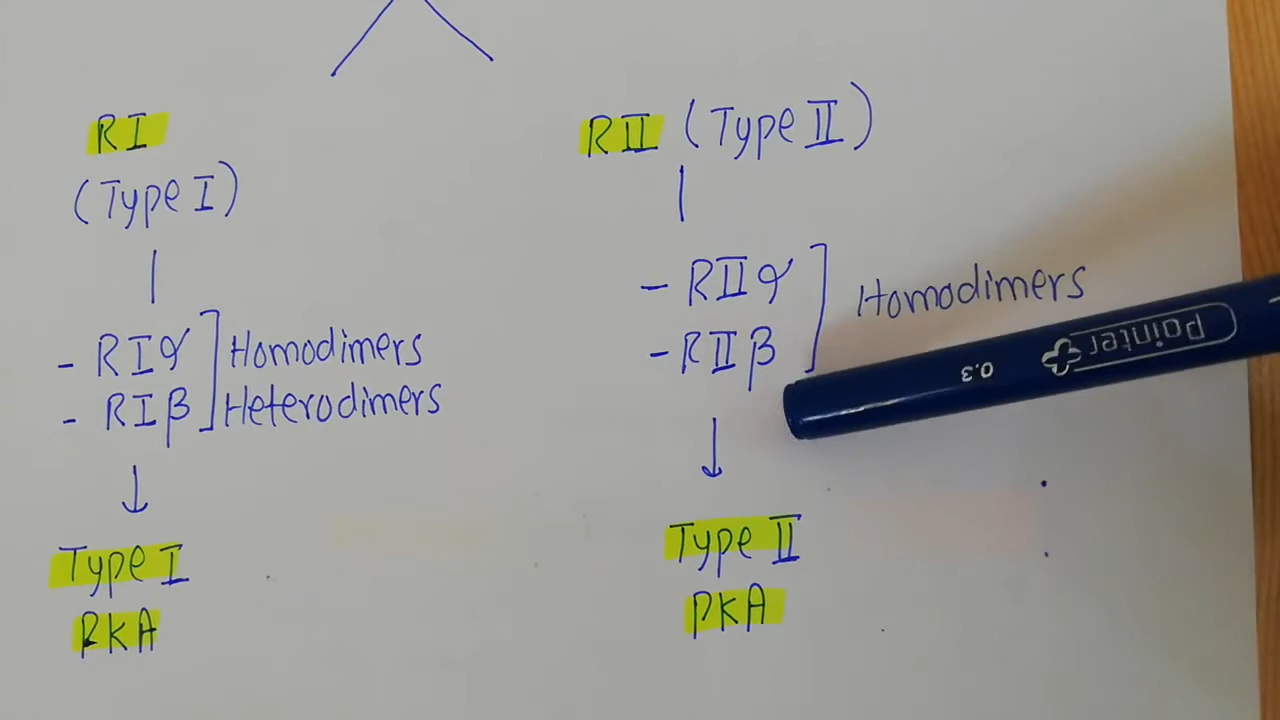 RI
(Type I)
- RIα
- RIβ
Homodimers
Heterodimers
Type I
PKA
RII (Type II)
- RIIα
- RIIβ
Homodimers
Type II
PKA
Pointer
0.3